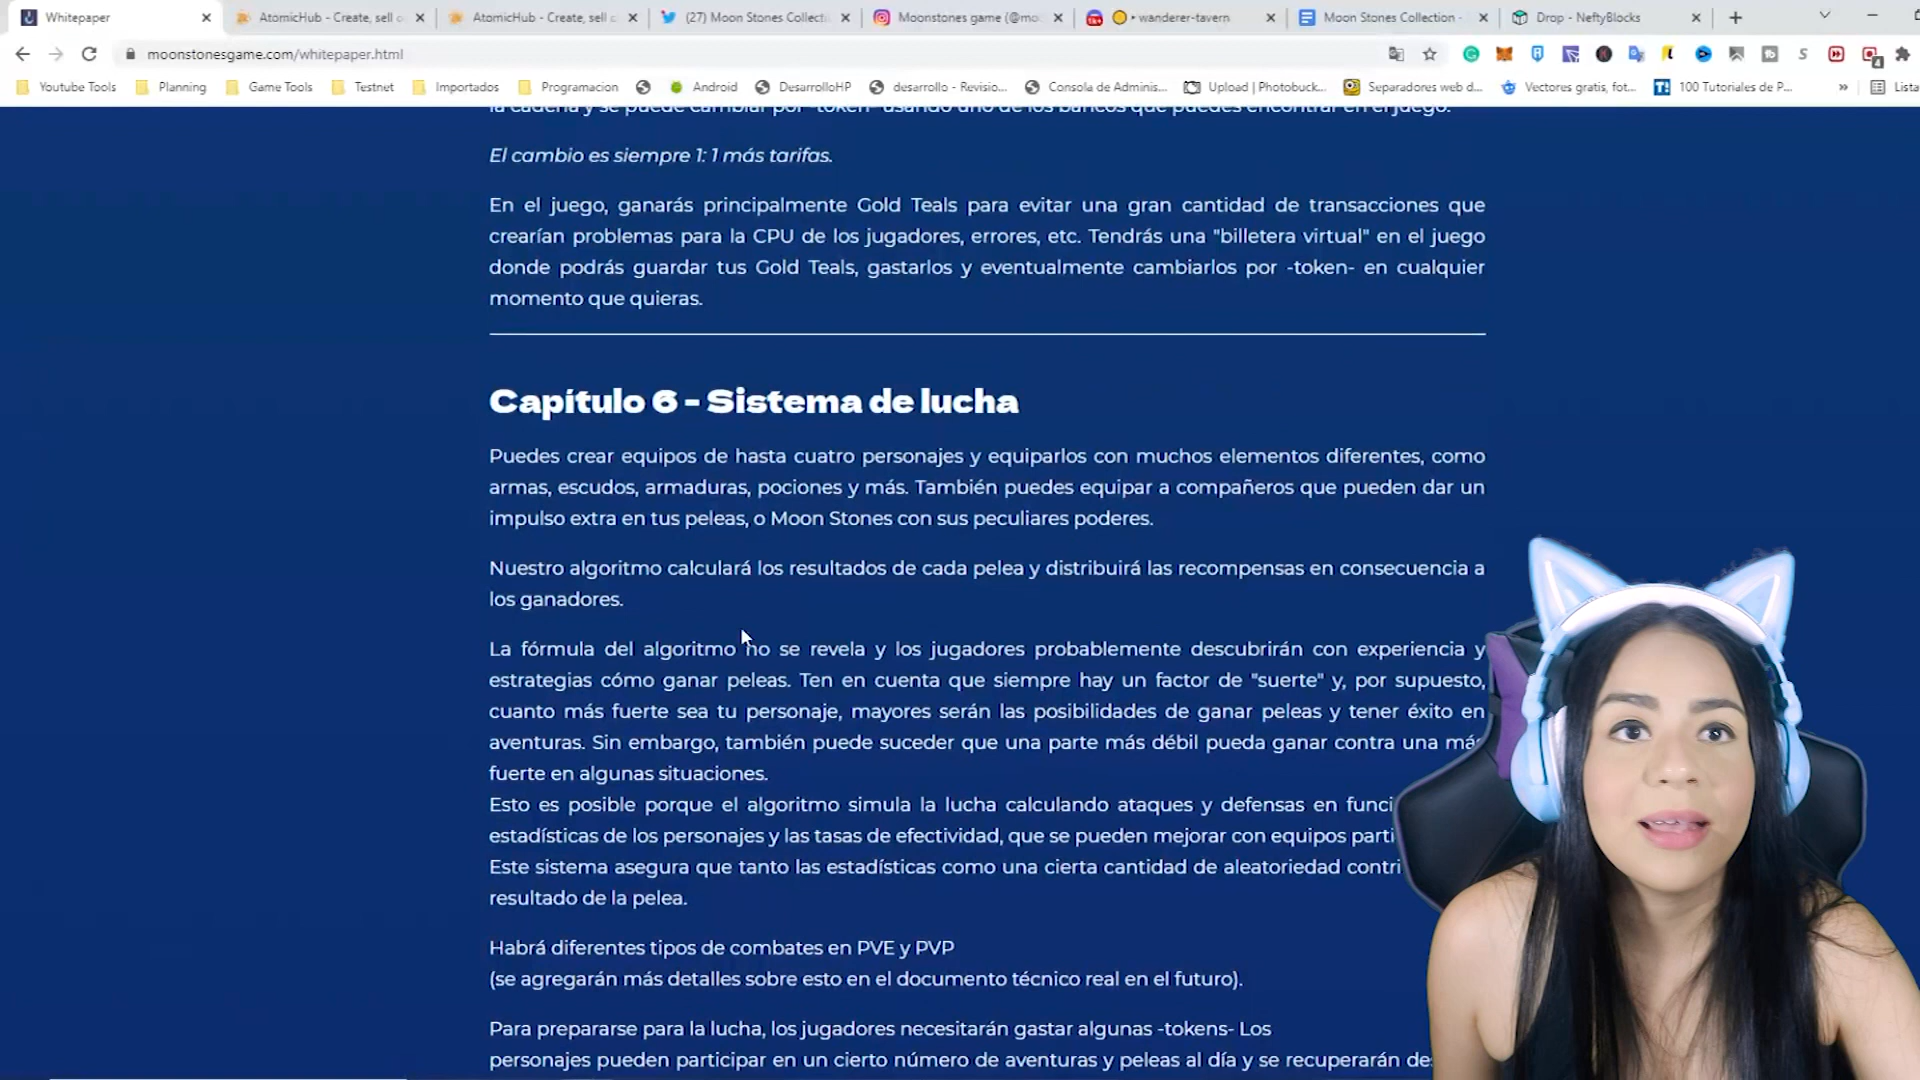 Whitepaper
AtomicHub - Create, sell
AtomicHub - Create, sell
(27) Moon Stones Collecti
Moonstones game (@mo
• wanderer-tavern
Moon Stones Collection -
Drop - NeftyBlocks
moonstonesgame.com/whitepaper.html
Youtube Tools
Planning
Game Tools
Testnet
Importados
Programacion
Android
DesarrolloHP
desarrollo - Revisio...
Consola de Adminis...
Upload | Photobuck...
Separadores web d...
Vectores gratis, fot...
100 Tutoriales de P...
»
Lista
la cadena y se puede cambiar por -token- usando uno de los bancos que puedes encontrar en el juego.
El cambio es siempre 1: 1 más tarifas.
En el juego, ganarás principalmente Gold Teals para evitar una gran cantidad de transacciones que
crearían problemas para la CPU de los jugadores, errores, etc. Tendrás una "billetera virtual" en el juego
donde podrás guardar tus Gold Teals, gastarlos y eventualmente cambiarlos por -token- en cualquier
momento que quieras.
Capítulo 6 - Sistema de lucha
Puedes crear equipos de hasta cuatro personajes y equiparlos con muchos elementos diferentes, como
armas, escudos, armaduras, pociones y más. También puedes equipar a compañeros que pueden dar un
impulso extra en tus peleas, o Moon Stones con sus peculiares poderes.
Nuestro algoritmo calculará los resultados de cada pelea y distribuirá las recompensas en consecuencia a
los ganadores.
La fórmula del algoritmo no se revela y los jugadores probablemente descubrirán con experiencia y
estrategias cómo ganar peleas. Ten en cuenta que siempre hay un factor de "suerte" y, por supuesto,
cuanto más fuerte sea tu personaje, mayores serán las posibilidades de ganar peleas y tener éxito en
aventuras. Sin embargo, también puede suceder que una parte más débil pueda ganar contra una más
fuerte en algunas situaciones.
Esto es posible porque el algoritmo simula la lucha calculando ataques y defensas en funci
estadísticas de los personajes y las tasas de efectividad, que se pueden mejorar con equipos parti
Este sistema asegura que tanto las estadísticas como una cierta cantidad de aleatoriedad contri
resultado de la pelea.
Habrá diferentes tipos de combates en PVE y PVP
(se agregarán más detalles sobre esto en el documento técnico real en el futuro).
Para prepararse para la lucha, los jugadores necesitarán gastar algunas -tokens- Los
personajes pueden participar en un cierto número de aventuras y peleas al día y se recuperarán de